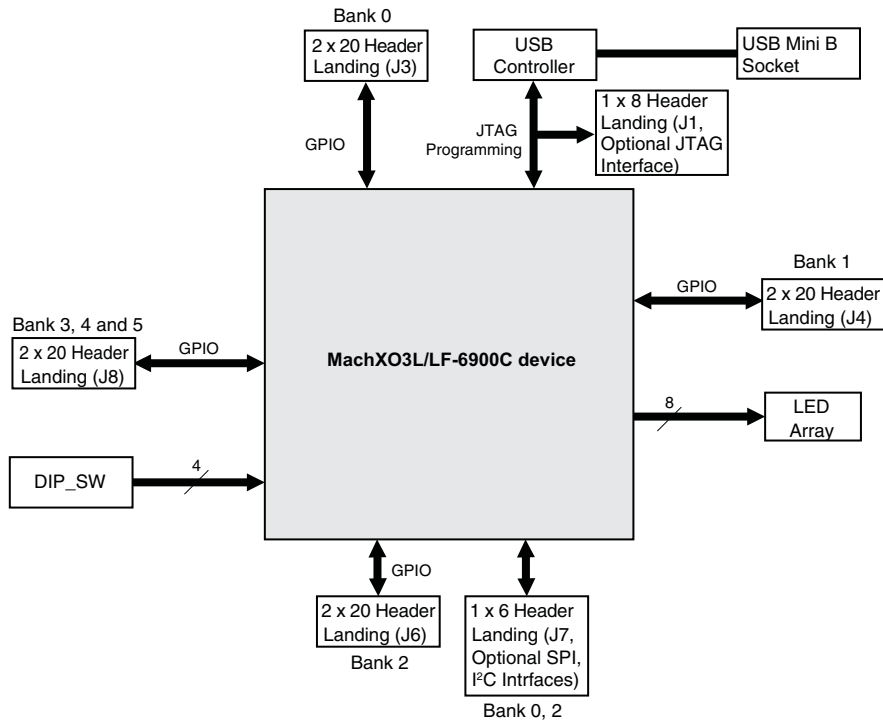 Bank 0
2 x 20 Header
Landing (J3)
USB
Controller
USB Mini B
Socket
GPIO
JTAG
Programming
1 x 8 Header
Landing (J1,
Optional JTAG
Interface)
Bank 1
GPIO
2 x 20 Header
Landing (J4)
Bank 3, 4 and 5
2 x 20 Header
Landing (J8)
GPIO
MachXO3L/LF-6900C device
8
LED
Array
DIP_SW
4
GPIO
2 x 20 Header
Landing (J6)
Bank 2
1 x 6 Header
Landing (J7,
Optional SPI,
I²C Intrfaces)
Bank 0, 2